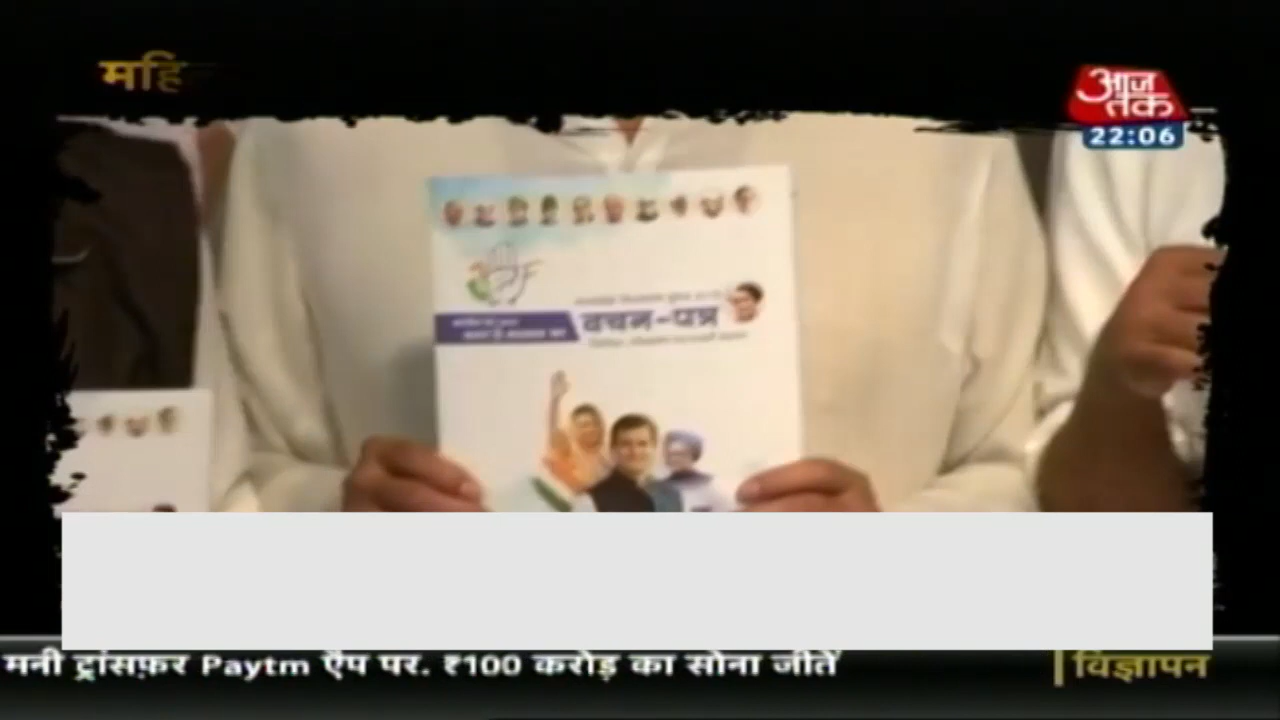 महि
आज
तक
22:06
वचन-पत्र
मनी ट्रांसफ़र Paytm ऐप पर. ₹100 करोड़ का सोना जीतें
विज्ञापन